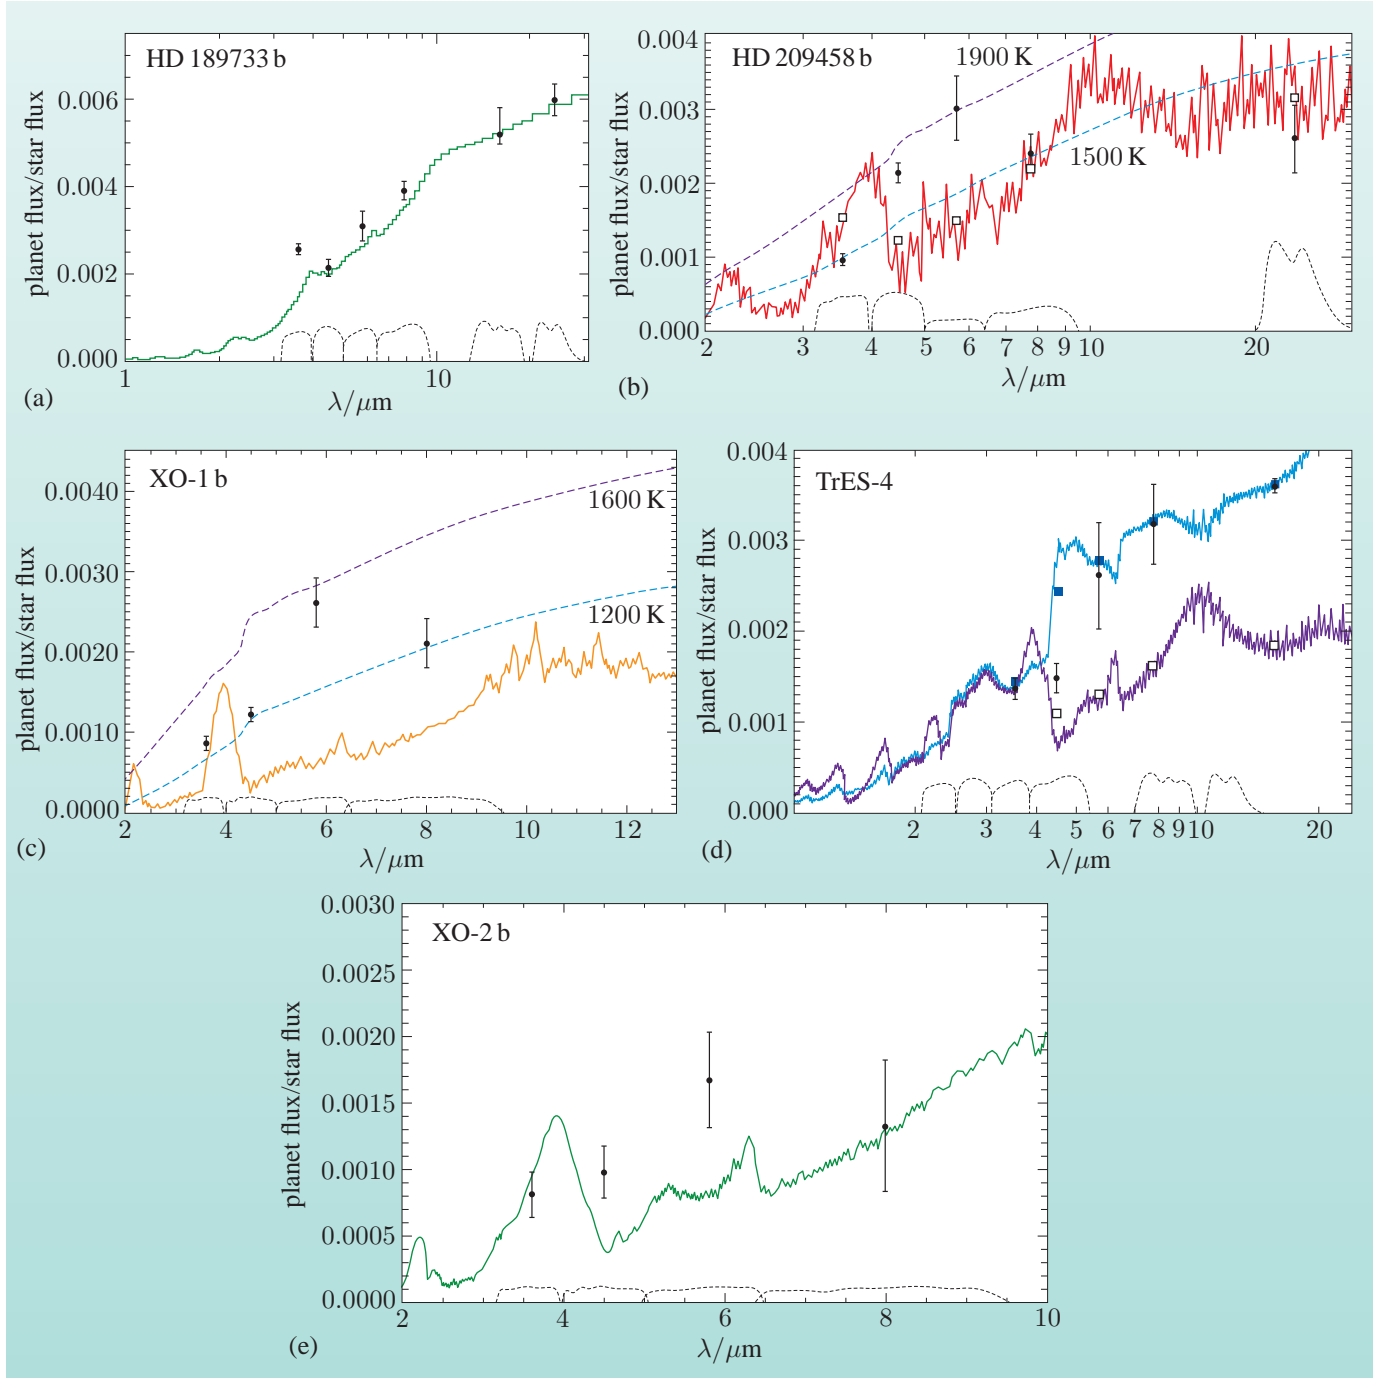 HD 189733 b
planet flux/star flux
0.006
0.004
0.002
0.000
1
10
λ/μm
(a)
HD 209458 b
1900 K
1500 K
planet flux/star flux
0.004
0.003
0.002
0.001
0.000
2
3
4
5
6
7
8
9
10
20
λ/μm
(b)
XO-1 b
1600 K
1200 K
planet flux/star flux
0.0040
0.0030
0.0020
0.0010
0.0000
2
4
6
8
10
12
λ/μm
(c)
TrES-4
planet flux/star flux
0.004
0.003
0.002
0.001
0.000
2
3
4
5
6
7
8
9
10
20
λ/μm
(d)
XO-2 b
planet flux/star flux
0.0030
0.0025
0.0020
0.0015
0.0010
0.0005
0.0000
2
4
6
8
10
λ/μm
(e)